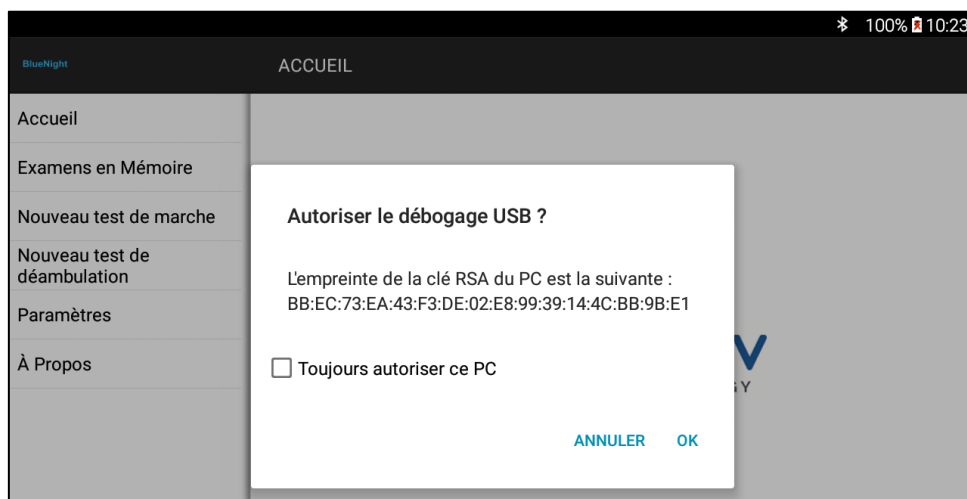 100% 10:23
BlueNight
ACCUEIL
Accueil
Examens en Mémoire
Nouveau test de marche
Nouveau test de
déambulation
Paramètres
À Propos
Autoriser le débogage USB ?
L'empreinte de la clé RSA du PC est la suivante :
BB:EC:73:EA:43:F3:DE:02:E8:99:39:14:4C:BB:9B:E1
Toujours autoriser ce PC
ANNULER OK
V
GY